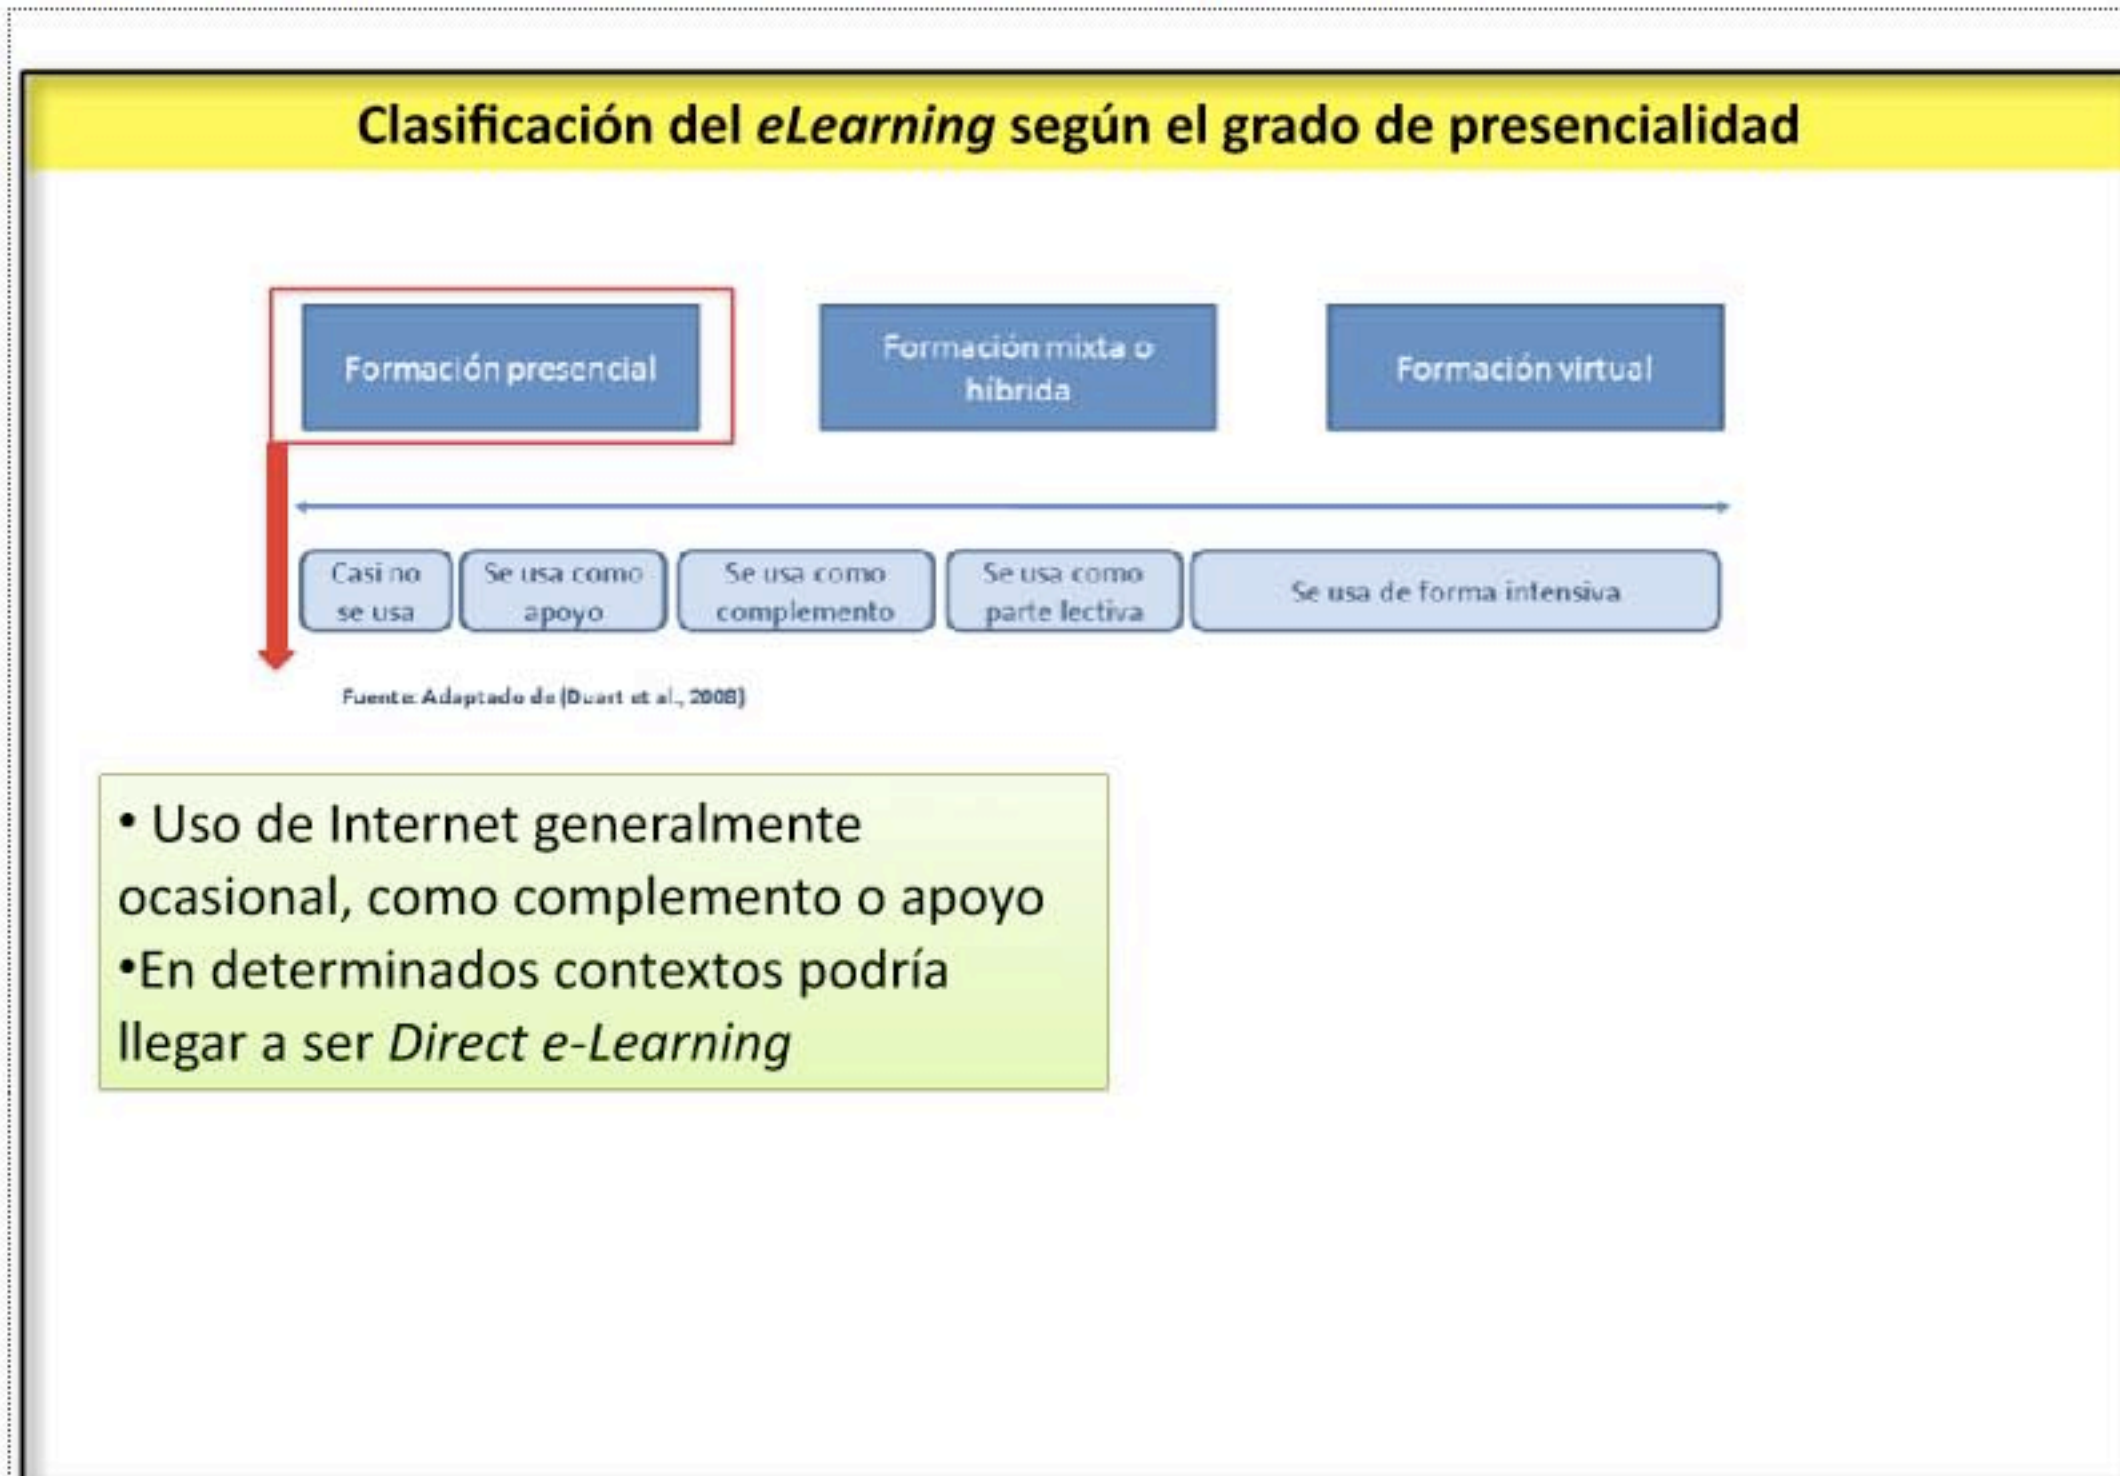 Clasificación del eLearning según el grado de presencialidad
Formación presencial
Formación mixta o
híbrida
Formación virtual
Casi no
se usa
Se usa como
apoyo
Se usa como
complemento
Se usa como
parte lectiva
Se usa de forma intensiva
Fuente: Adaptado de (Duart et al., 2008)
• Uso de Internet generalmente
ocasional, como complemento o apoyo
•En determinados contextos podría
llegar a ser Direct e-Learning